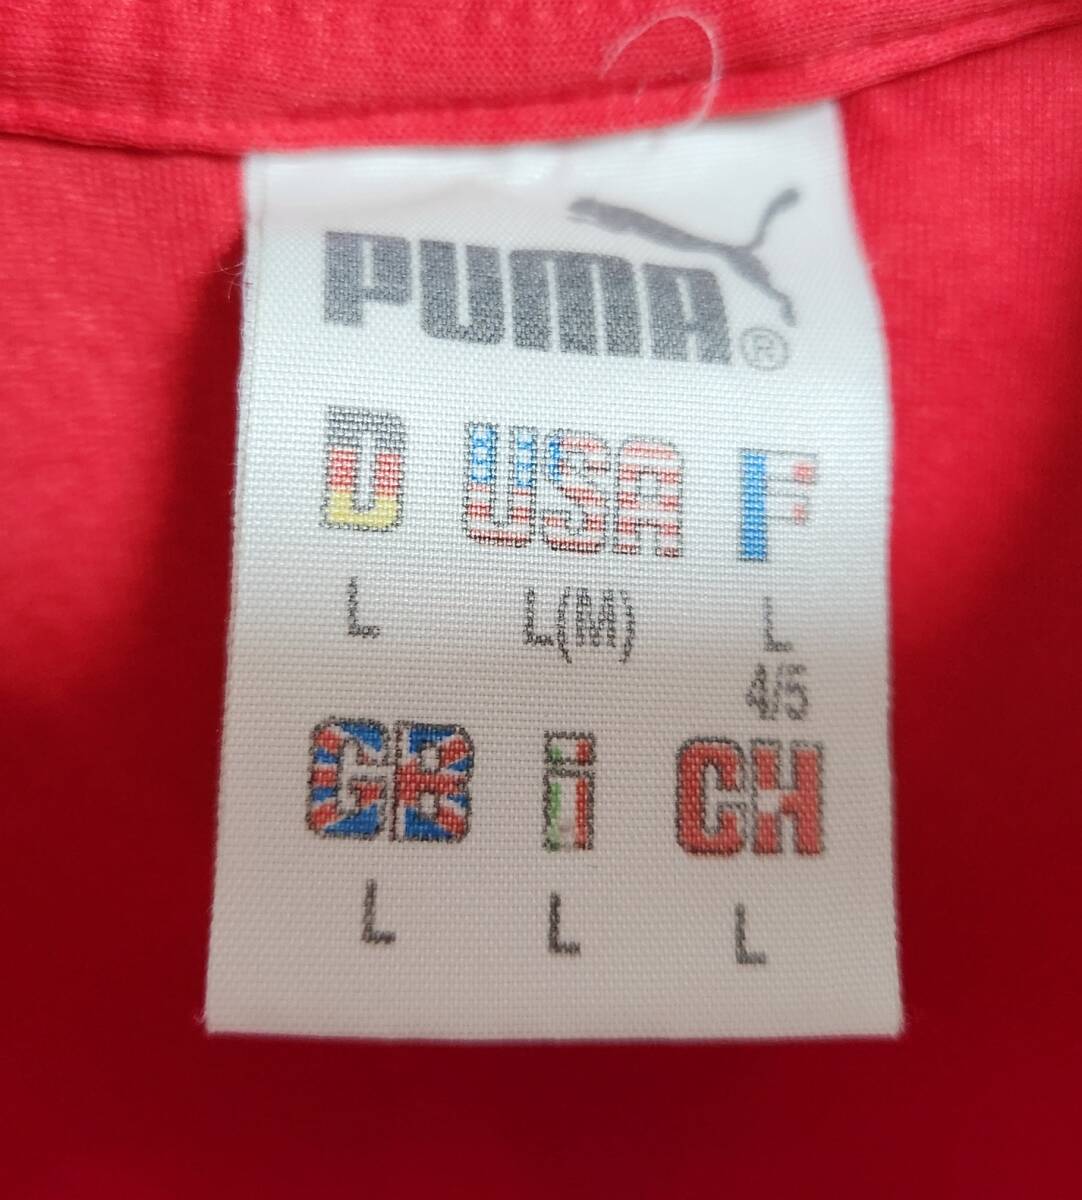 PUMA®
D USA F
L L(M) L
4/5
GB i CH
L L L